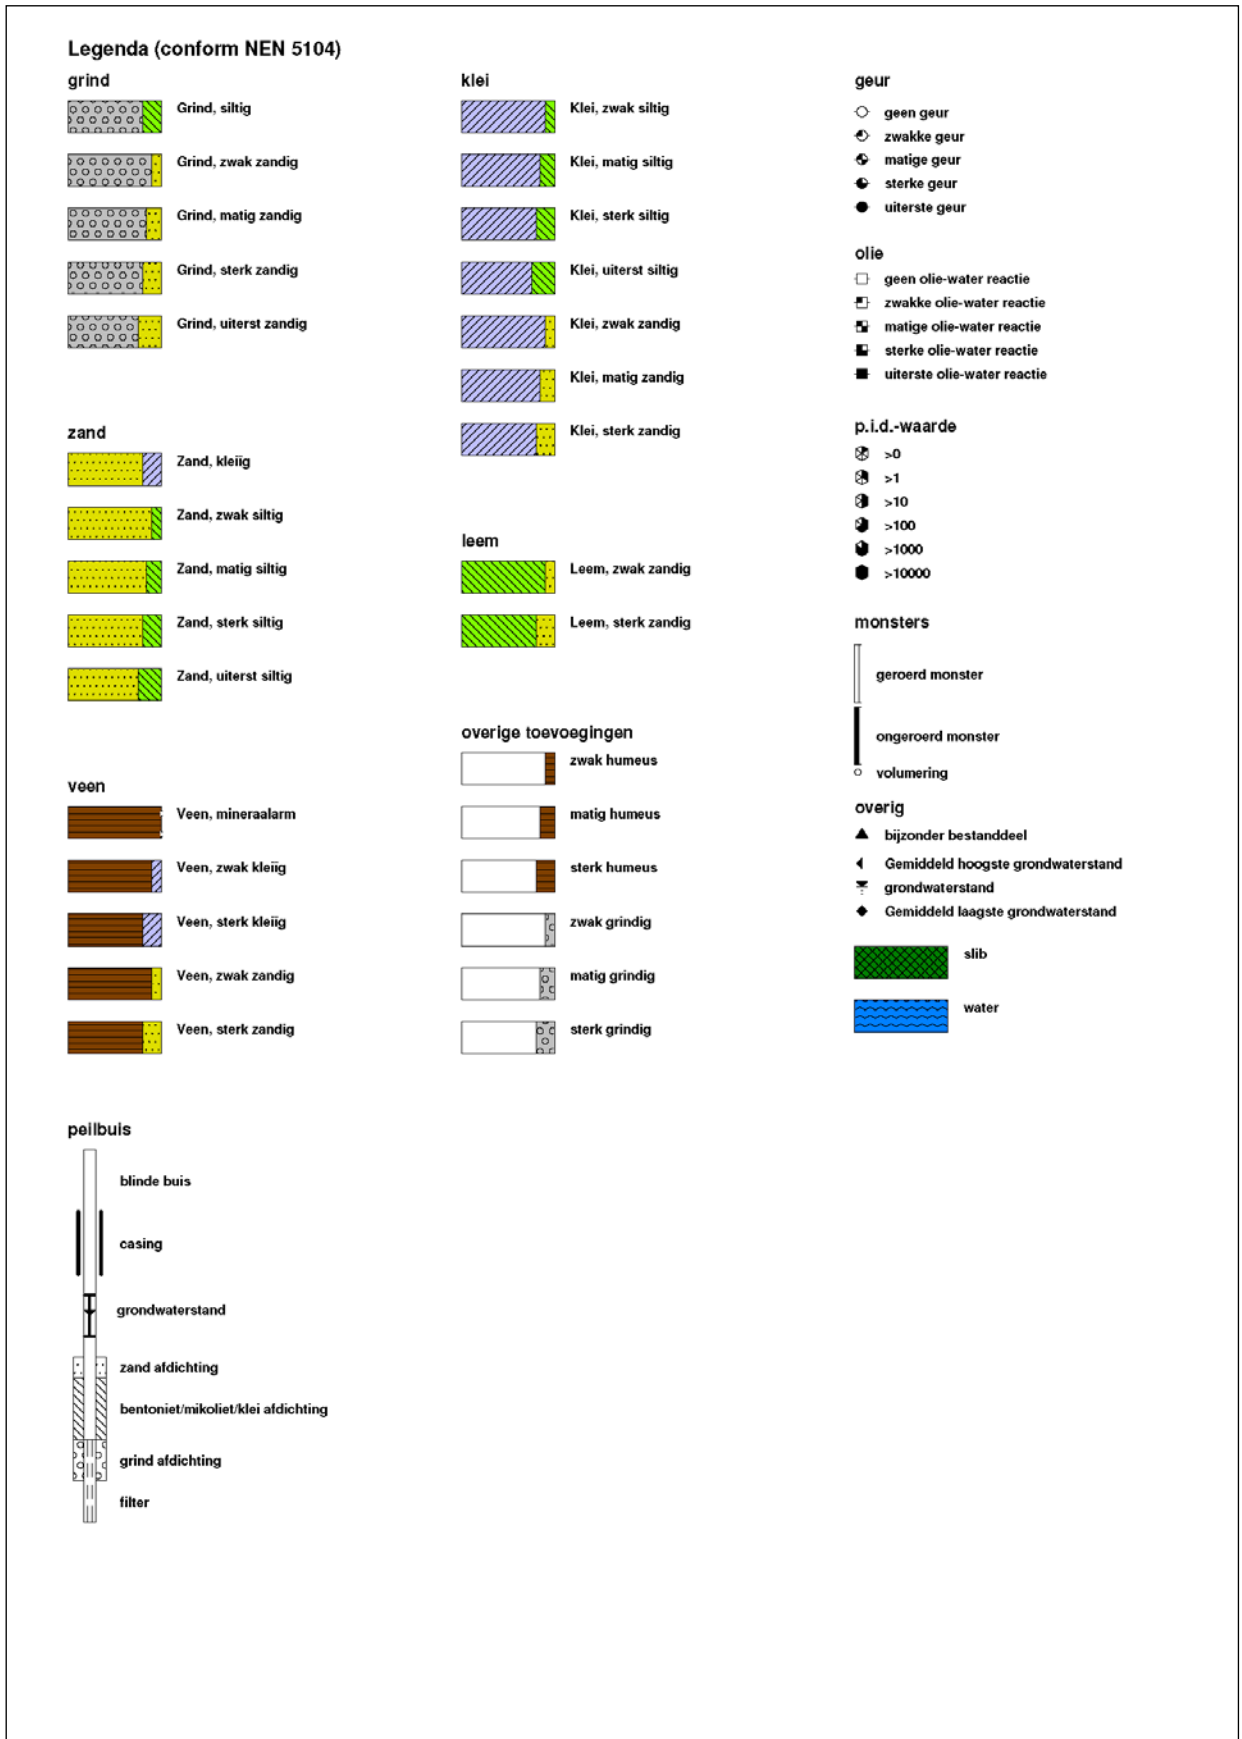 Legenda (conform NEN 5104)
grind
Grind, siltig
Grind, zwak zandig
Grind, matig zandig
Grind, sterk zandig
Grind, uiterst zandig
zand
Zand, kleiïg
Zand, zwak siltig
Zand, matig siltig
Zand, sterk siltig
Zand, uiterst siltig
veen
Veen, mineraalarm
Veen, zwak kleiïg
Veen, sterk kleiïg
Veen, zwak zandig
Veen, sterk zandig
peilbuis
blinde buis
casing
grondwaterstand
zand afdichting
bentoniet/mikoliet/klei afdichting
grind afdichting
filter
klei
Klei, zwak siltig
Klei, matig siltig
Klei, sterk siltig
Klei, uiterst siltig
Klei, zwak zandig
Klei, matig zandig
Klei, sterk zandig
leem
Leem, zwak zandig
Leem, sterk zandig
overige toevoegingen
zwak humeus
matig humeus
sterk humeus
zwak grindig
matig grindig
sterk grindig
geur
geen geur
zwakke geur
matige geur
sterke geur
uiterste geur
olie
geen olie-water reactie
zwakke olie-water reactie
matige olie-water reactie
sterke olie-water reactie
uiterste olie-water reactie
p.i.d.-waarde
>0
>1
>10
>100
>1000
>10000
monsters
geroerd monster
ongeroerd monster
volumering
overig
bijzonder bestanddeel
Gemiddeld hoogste grondwaterstand
grondwaterstand
Gemiddeld laagste grondwaterstand
slib
water